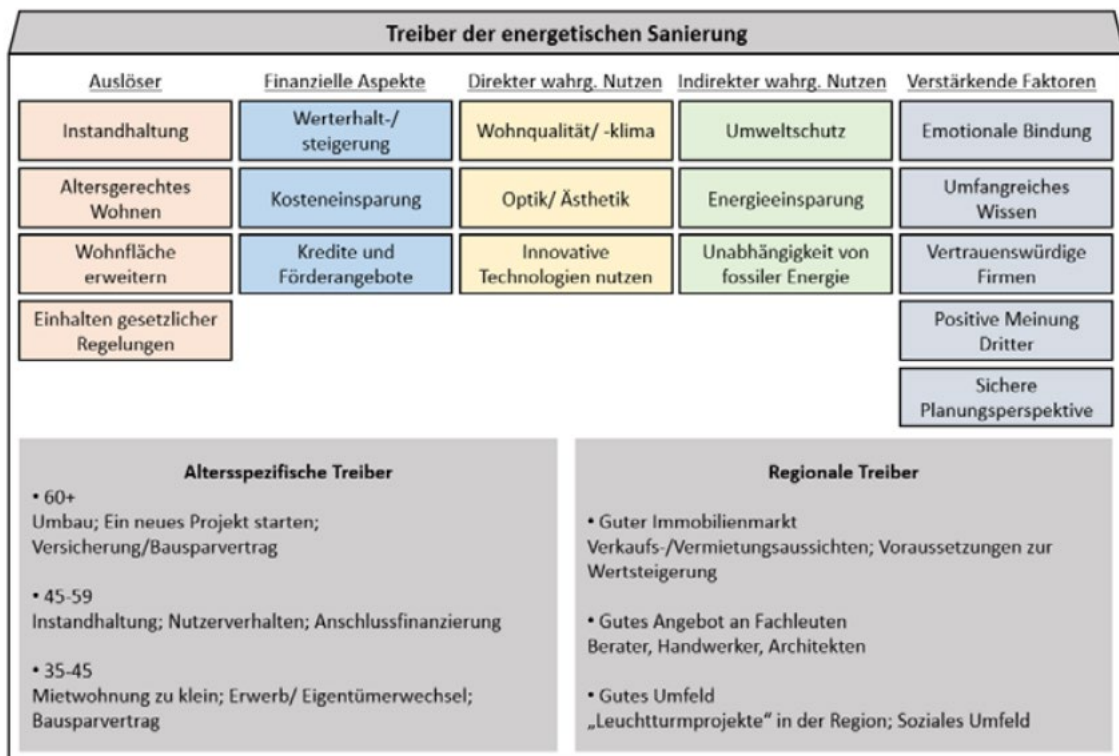 Treiber der energetischen Sanierung
Auslöser
Instandhaltung
Altersgerechtes
Wohnen
Wohnfläche
erweitern
Einhalten gesetzlicher
Regelungen
Finanzielle Aspekte
Werterhalt-/
steigerung
Kosteneinsparung
Kredite und
Förderangebote
Direkter wahrg. Nutzen
Wohnqualität/ -klima
Optik/ Ästhetik
Innovative
Technologien nutzen
Indirekter wahrg. Nutzen
Umweltschutz
Energieeinsparung
Unabhängigkeit von
fossiler Energie
Verstärkende Faktoren
Emotionale Bindung
Umfangreiches
Wissen
Vertrauenswürdige
Firmen
Positive Meinung
Dritter
Sichere
Planungsperspektive
Altersspezifische Treiber
• 60+
Umbau; Ein neues Projekt starten;
Versicherung/Bausparvertrag
• 45-59
Instandhaltung; Nutzerverhalten; Anschlussfinanzierung
• 35-45
Mietwohnung zu klein; Erwerb/ Eigentümerwechsel;
Bausparvertrag
Regionale Treiber
• Guter Immobilienmarkt
Verkaufs-/Vermietungsaussichten; Voraussetzungen zur
Wertsteigerung
• Gutes Angebot an Fachleuten
Berater, Handwerker, Architekten
• Gutes Umfeld
„Leuchtturmprojekte“ in der Region; Soziales Umfeld